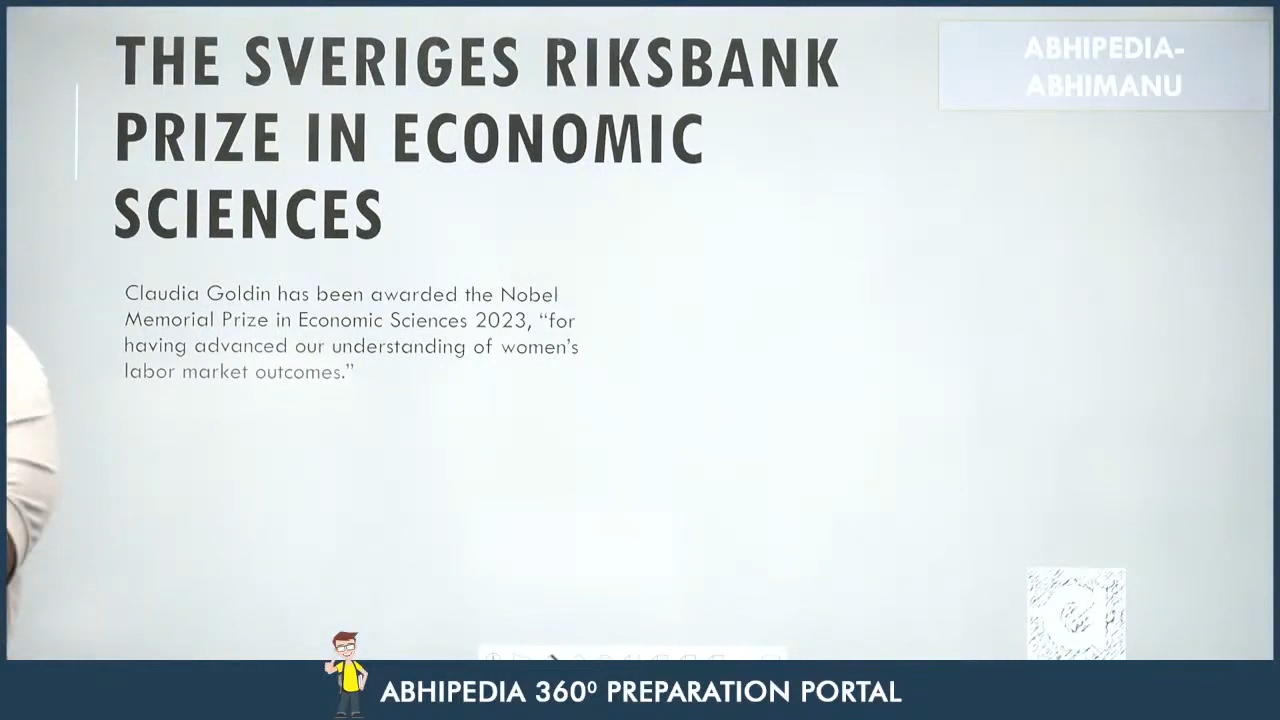 THE SVERIGES RIKSBANK
PRIZE IN ECONOMIC
SCIENCES
ABHIPEDIA-
ABHIMANU
Claudia Goldin has been awarded the Nobel
Memorial Prize in Economic Sciences 2023, “for
having advanced our understanding of women’s
labor market outcomes.”
ABHIPEDIA 360⁰ PREPARATION PORTAL